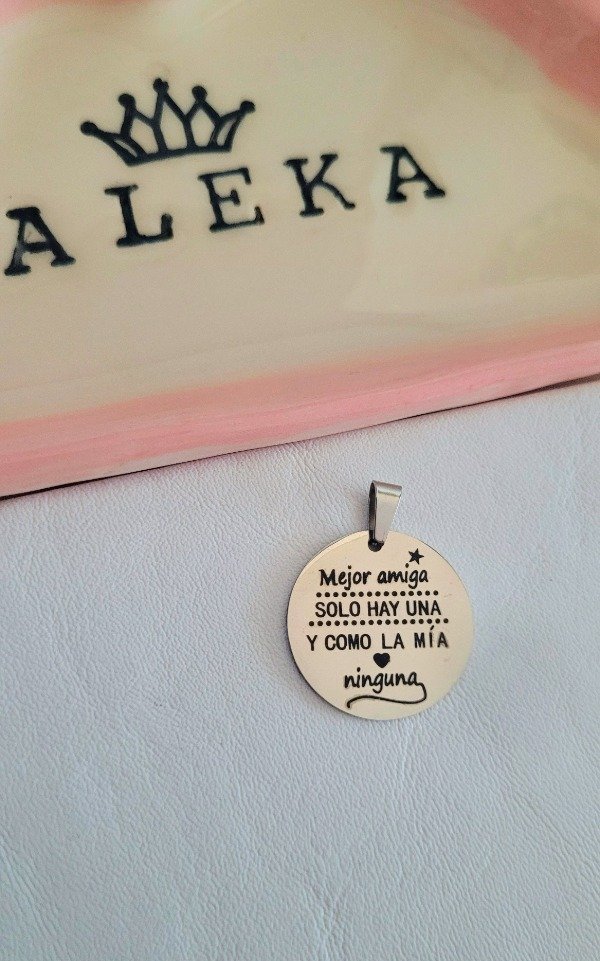 ALEKA
Mejor amiga
SOLO HAY UNA
Y COMO LA MÍA
ninguna